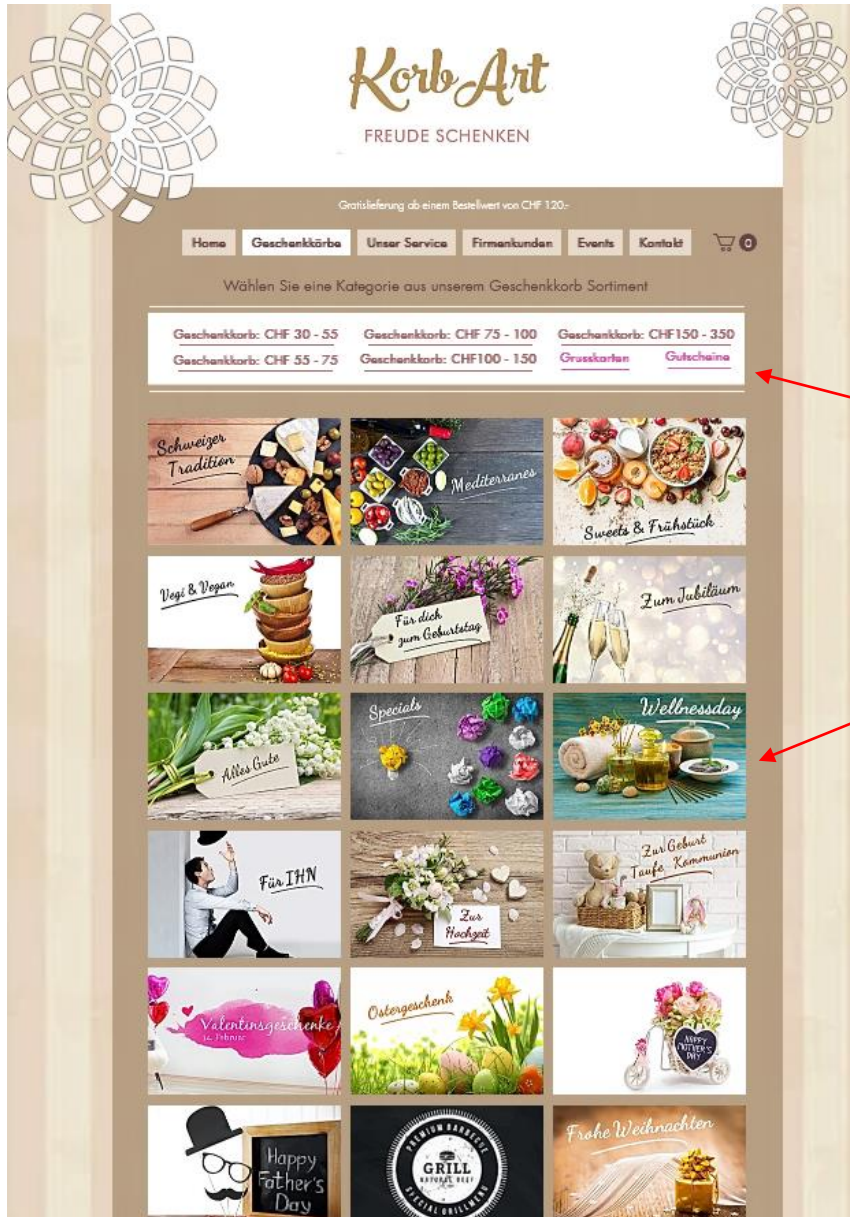 Korb Art
FREUDE SCHENKEN
Gratislieferung ab einem Bestellwert von CHF 120.-
Home Geschenkkörbe Unser Service Firmenkunden Events Kontakt 0
Wählen Sie eine Kategorie aus unserem Geschenkkorb Sortiment
Geschenkkorb: CHF 30 - 55 Geschenkkorb: CHF 75 - 100 Geschenkkorb: CHF150 - 350
Geschenkkorb: CHF 55 - 75 Geschenkkorb: CHF100 - 150 Grusskarten Gutscheine
Schweizer
Tradition
Mediterranes
Sweets & Frühstück
Vegi & Vegan
Für dich
zum Geburtstag
Zum Jubiläum
Alles Gute
Specials
Wellnessday
Für IHN
Zur
Hochzeit
Zur Geburt
Taufe, Kommunion
Valentinsgeschenke
14. Februar
Ostergeschenk
HAPPY
MOTHER'S
DAY
Happy
Father's
Day
PREMIUM BARBECUE
GRILL
NATURAL BEEF
SPECIAL GRILLMENU
Frohe Weihnachten